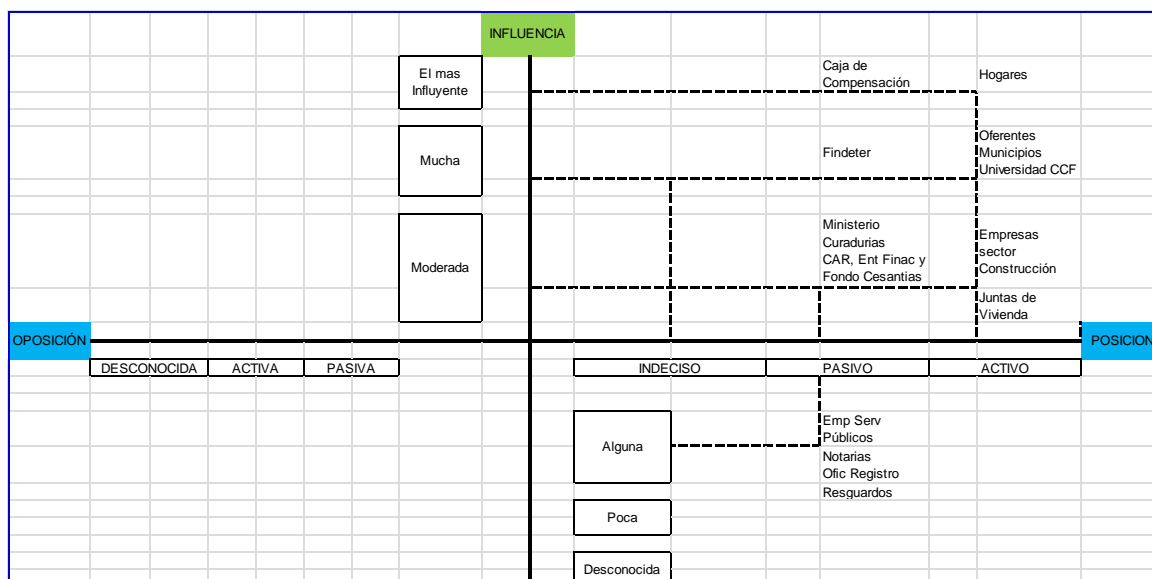 INFLUENCIA
El mas
Influyente
Caja de
Compensación
Hogares
Mucha
Findeter
Oferentes
Municipios
Universidad CCF
Moderada
Ministerio
Curadurias
CAR, Ent Finac y
Fondo Cesantias
Empresas
sector
Construcción
Juntas de
Vivienda
OPOSICIÓN
POSICION
DESCONOCIDA
ACTIVA
PASIVA
INDECISO
PASIVO
ACTIVO
Alguna
Emp Serv
Públicos
Notarias
Ofic Registro
Resguardos
Poca
Desconocida